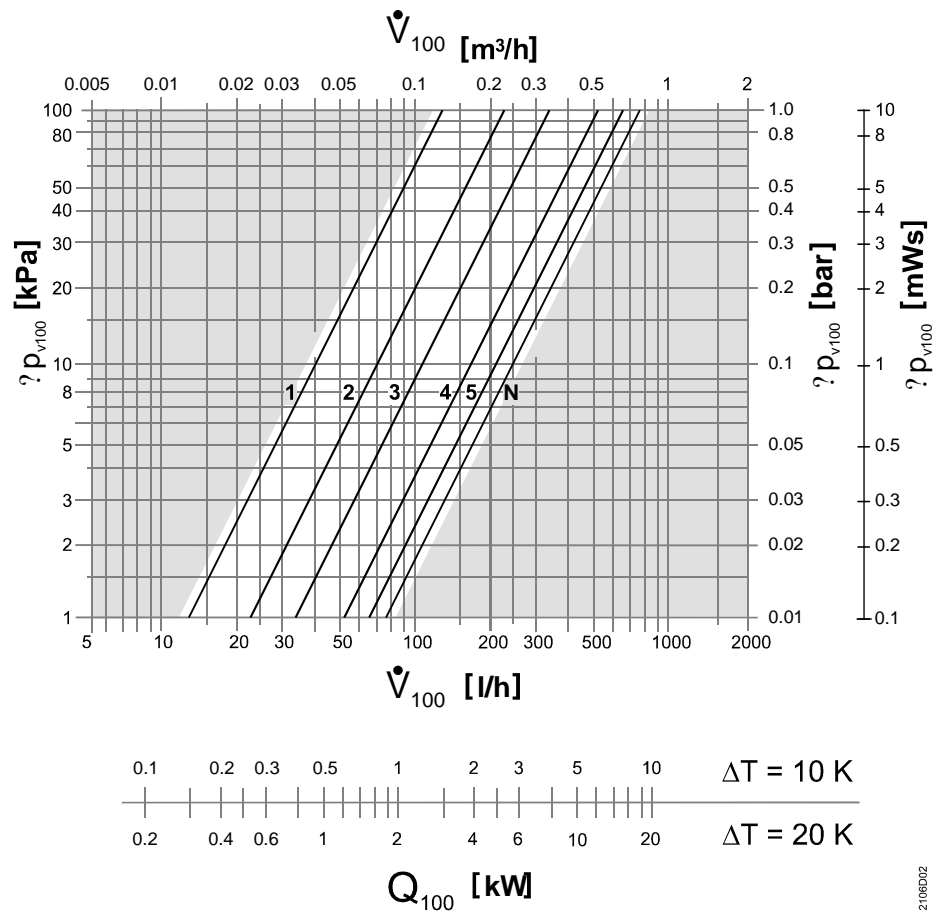 V̇100 [m³/h]
0.005 0.01 0.02 0.03 0.05 0.1 0.2 0.3 0.5 1 2
100 1.0 10
80 0.8 8
50 0.5 5
40 0.4 4
30 0.3 3
20 0.2 2
10 0.1 1
8
5 0.05 0.5
3 0.03 0.3
2 0.02 0.2
1 0.01 0.1
? pv100 [kPa]
1 2 3 4 5 N
? pv100 [bar]
? pv100 [mWs]
5 10 20 30 50 100 200 300 500 1000 2000
V̇100 [l/h]
0.1 0.2 0.3 0.5 1 2 3 5 10 ΔT = 10 K
0.2 0.4 0.6 1 2 4 6 10 20 ΔT = 20 K
Q100 [kW]
2106D02